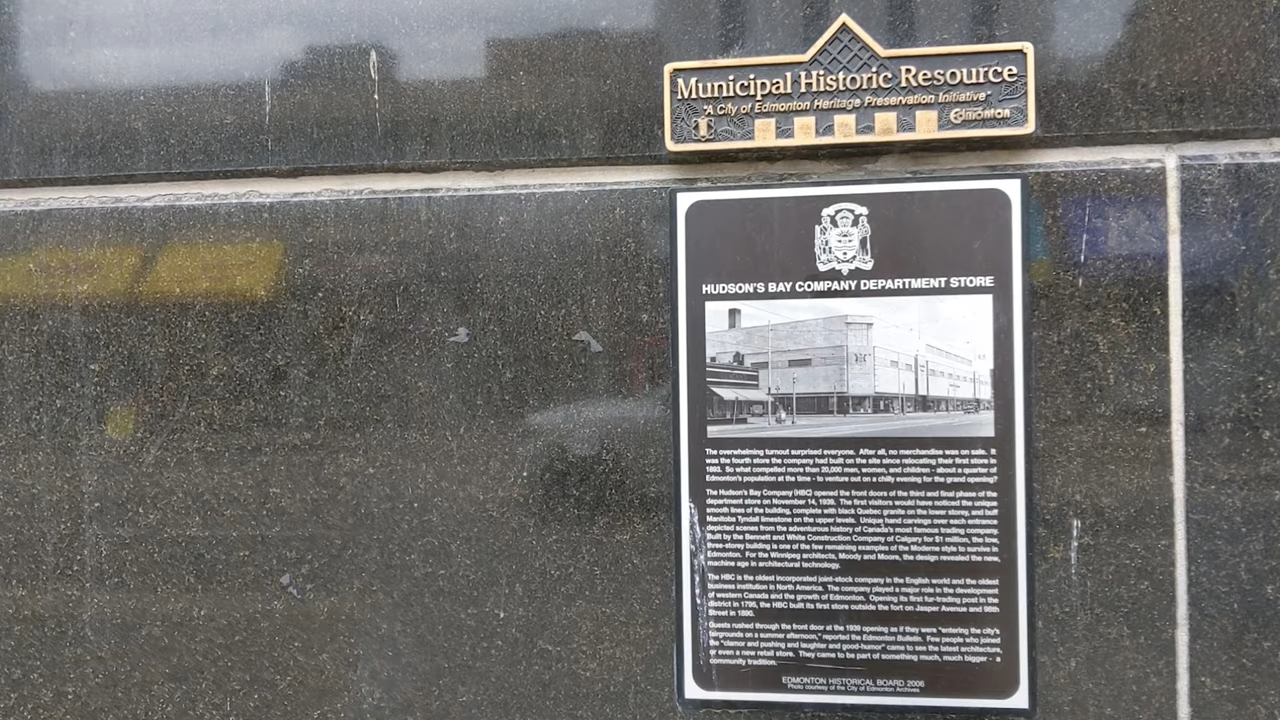 Municipal Historic Resource
"A City of Edmonton Heritage Preservation Initiative"
Edmonton
HUDSON'S BAY COMPANY DEPARTMENT STORE
The overwhelming turnout surprised everyone. After all, no merchandise was on sale. It
was the fourth store the company had built on the site since relocating their first store in
1893. So what compelled more than 20,000 men, women, and children - about a quarter of
Edmonton's population at the time - to venture out on a chilly evening for the grand opening?
The Hudson's Bay Company (HBC) opened the front doors of the third and final phase of the
department store on November 14, 1939. The first visitors would have noticed the unique
smooth lines of the building, complete with black Quebec granite on the lower storey, and buff
Manitoba Tyndall limestone on the upper levels. Unique hand carvings over each entrance
depicted scenes from the adventurous history of Canada's most famous trading company.
Built by the Bennett and White Construction Company of Calgary for $1 million, the low,
three-storey building is one of the few remaining examples of the Moderne style to survive in
Edmonton. For the Winnipeg architects, Moody and Moore, the design revealed the new,
machine age in architectural technology.
The HBC is the oldest incorporated joint-stock company in the English world and the oldest
business institution in North America. The company played a major role in the development
of western Canada and the growth of Edmonton. Opening its first fur-trading post in the
district in 1795, the HBC built its first store outside the fort on Jasper Avenue and 98th
Street in 1890.
Guests rushed through the front door at the 1939 opening as if they were "entering the city's
fairgrounds on a summer afternoon," reported the Edmonton Bulletin. Few people who joined
the "clamor and pushing and laughter and good-humor" came to see the latest architecture,
or even a new retail store. They came to be part of something much, much bigger - a
community tradition.
EDMONTON HISTORICAL BOARD 2006
Photo courtesy of the City of Edmonton Archives